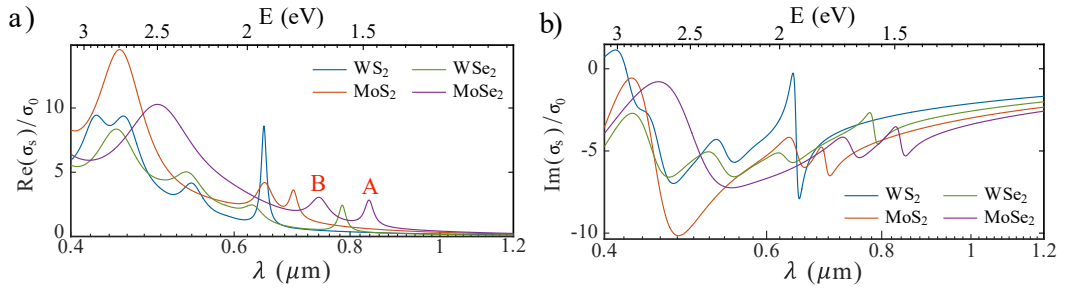 a)
E (eV)
3 2.5 2 1.5
WS₂ WSe₂
MoS₂ MoSe₂
10
5
0
B A
Re(σₛ)/σ₀
0.4 0.6 0.8 1 1.2
λ (μm)
b)
E (eV)
3 2.5 2 1.5
0
-5
-10
Im(σₛ)/σ₀
WS₂ WSe₂
MoS₂ MoSe₂
0.4 0.6 0.8 1 1.2
λ (μm)